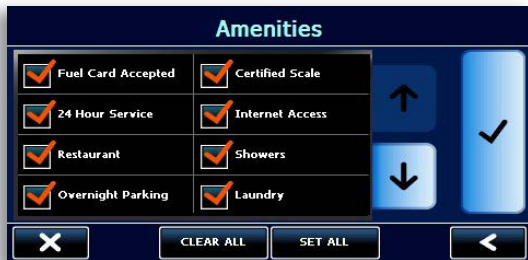 Amenities
Fuel Card Accepted
Certified Scale
24 Hour Service
Internet Access
Restaurant
Showers
Overnight Parking
Laundry
CLEAR ALL
SET ALL